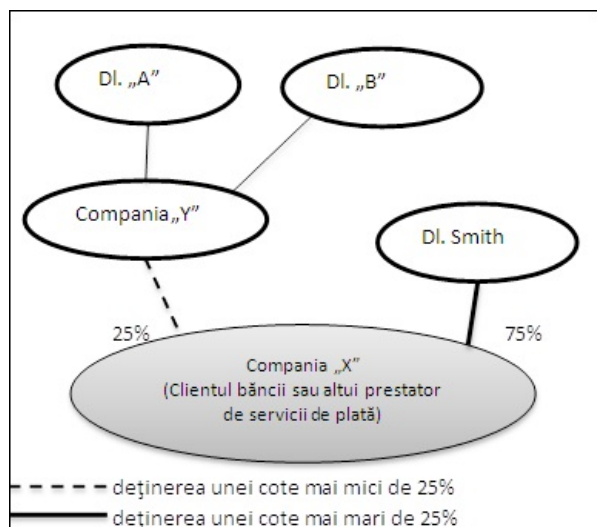 Dl. „A”
Dl. „B”
Compania „Y”
Dl. Smith
25%
75%
Compania „X”
(Clientul băncii sau altui prestator
de servicii de plată)
deținerea unei cote mai mici de 25%
deținerea unei cote mai mari de 25%